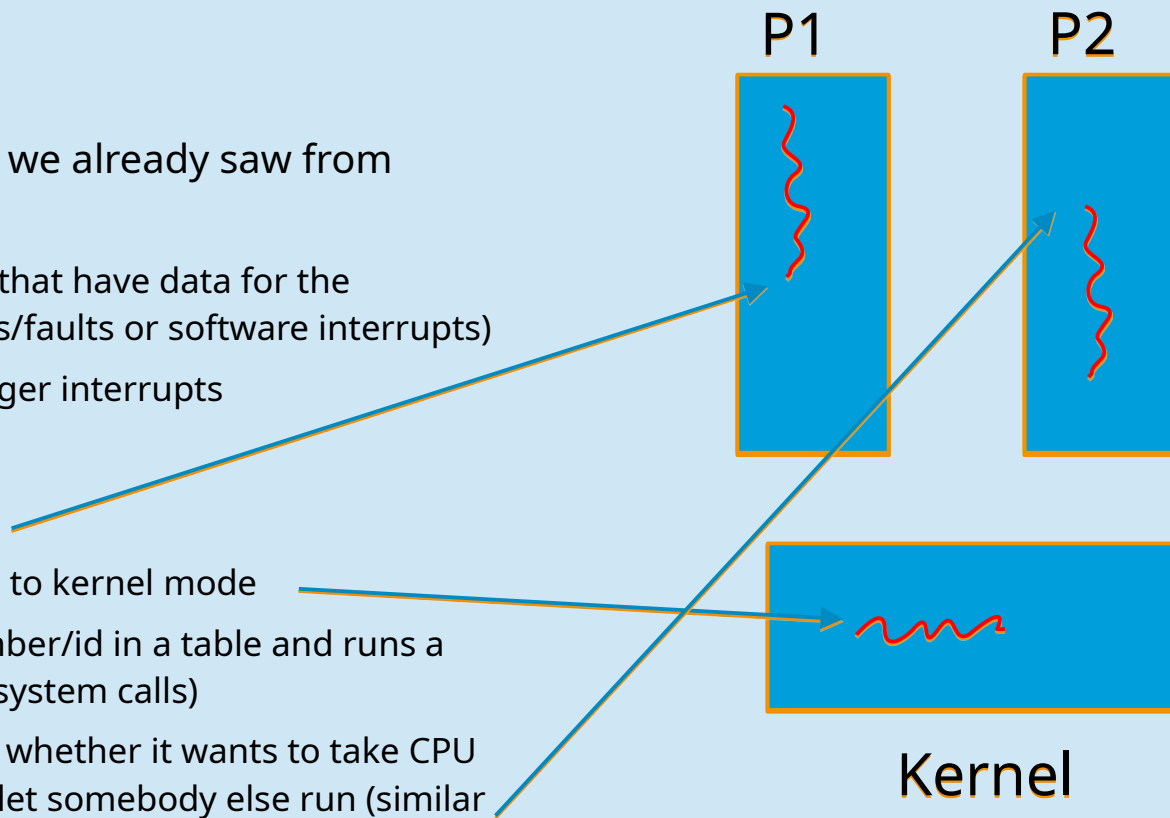 P1
P2
we already saw from
that have data for the
s/faults or software interrupts)
ger interrupts
to kernel mode
nber/id in a table and runs a
system calls)
whether it wants to take CPU
let somebody else run (similar
Kernel